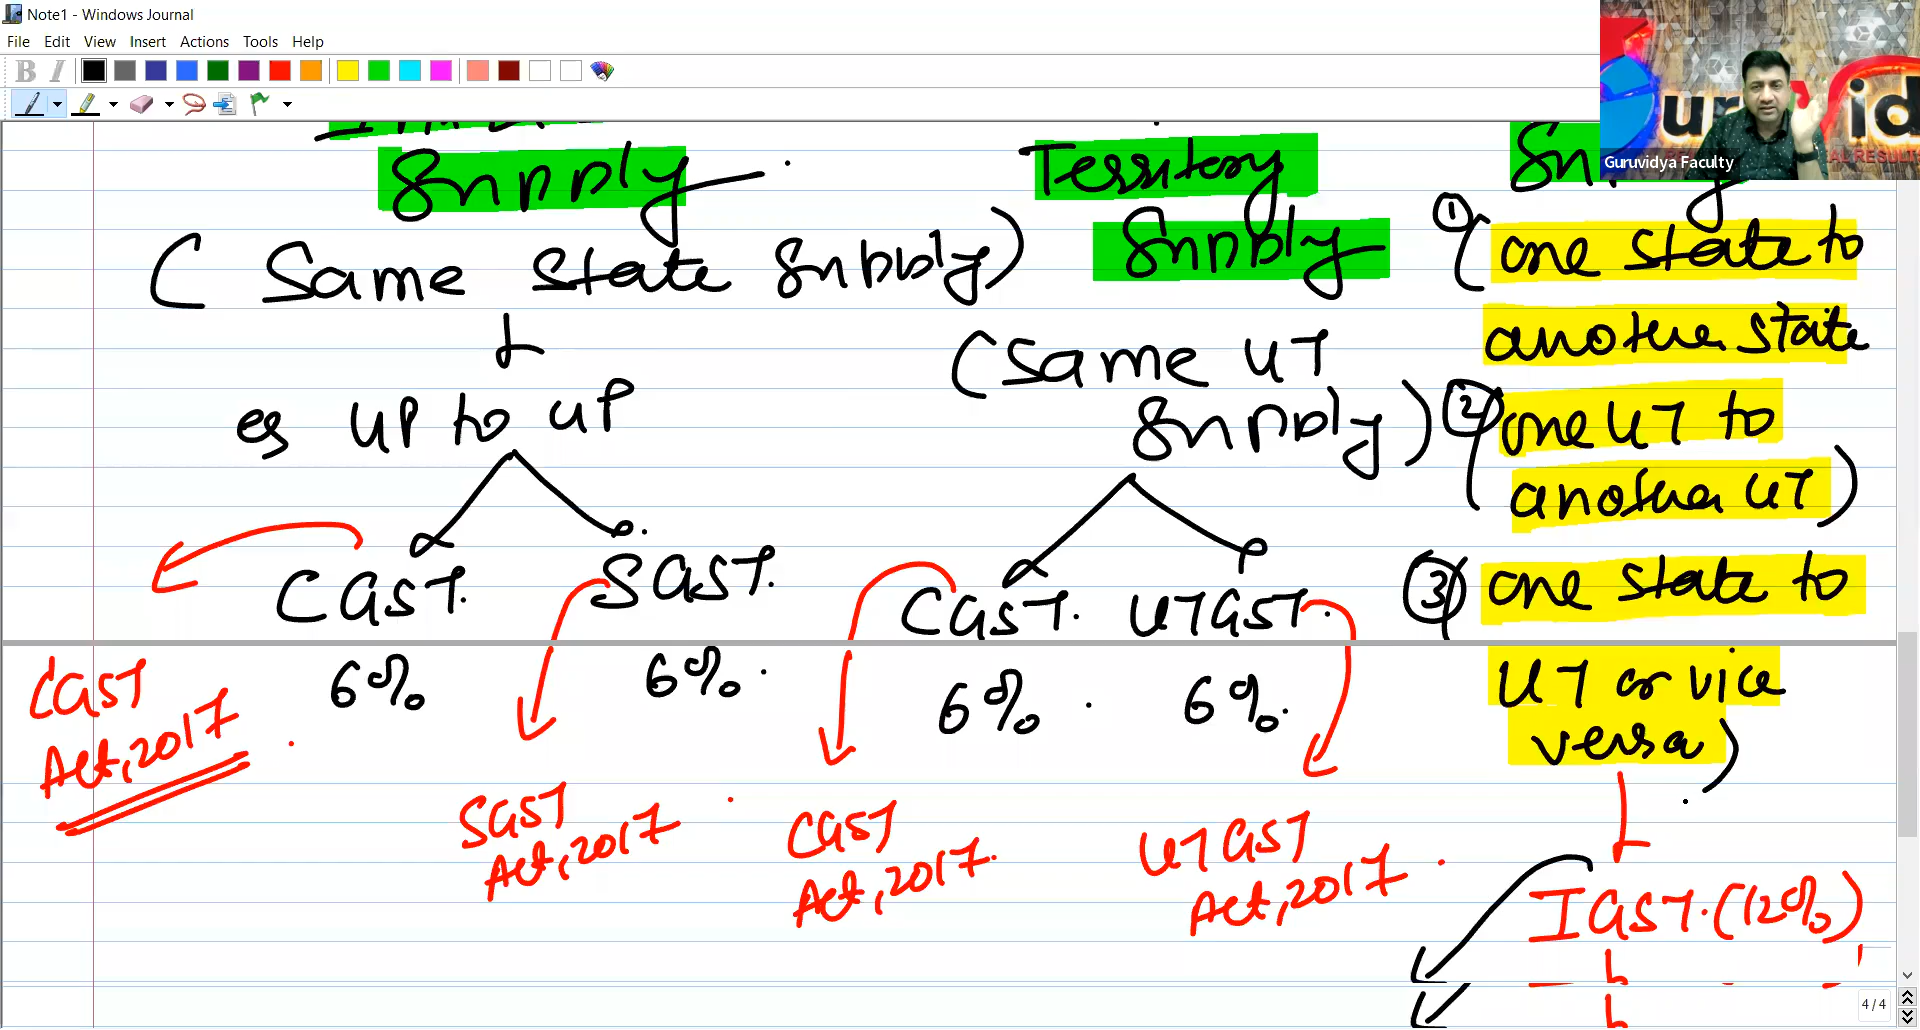 Note1 - Windows Journal
File Edit View Insert Actions Tools Help
B I
Guruvidya Faculty
Supply
(Same State Supply)
eg UP to UP
CGST. SGST.
6% 6%.
CGST
Act, 2017
SGST
Act, 2017
Territory
Supply
(Same UT
Supply)
CGST. UTGST.
6% 6%.
CGST
Act, 2017.
UTGST
Act, 2017
Supply
① (one state to
another state
② one UT to
another UT)
③ (one state to
UT or vice
versa)
IGST. (12%)
4 / 4